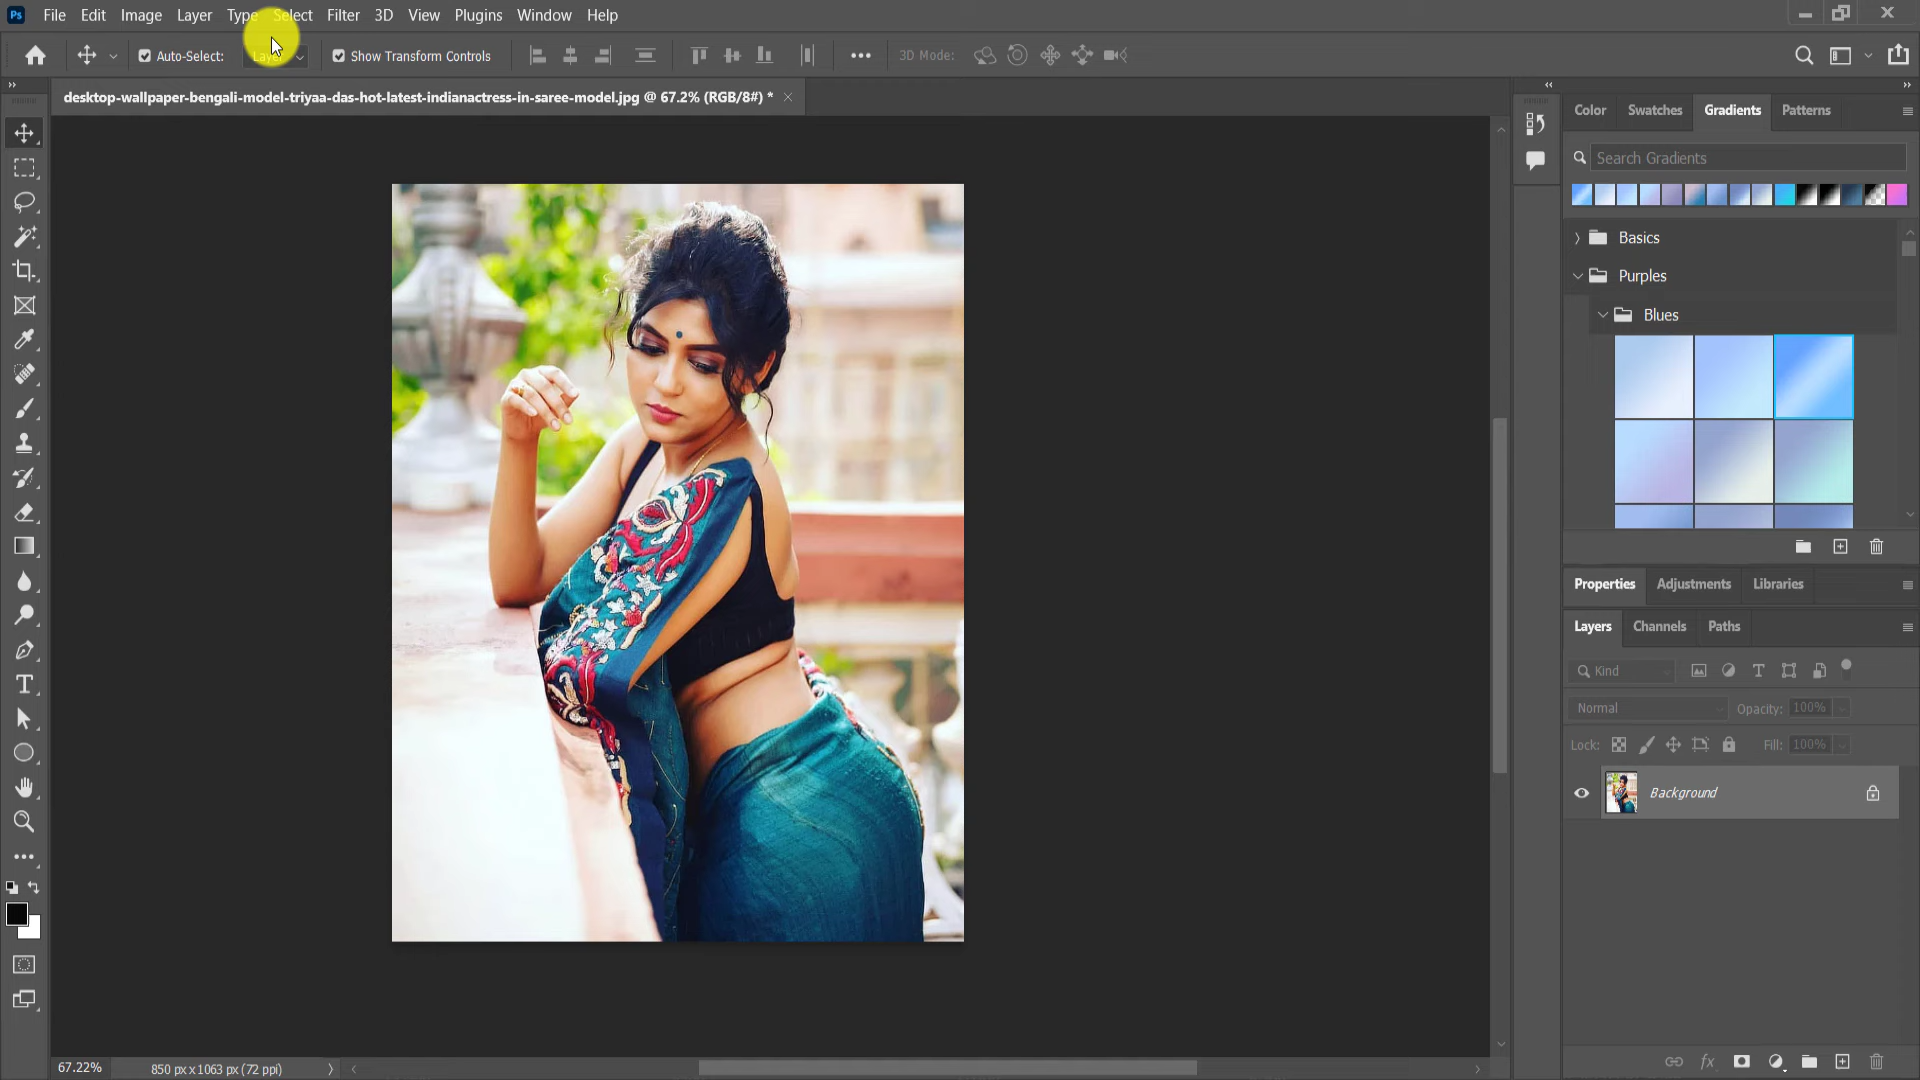 Ps File Edit Image Layer Type Select Filter 3D View Plugins Window Help
Auto-Select: Layer Show Transform Controls 3D Mode:
desktop-wallpaper-bengali-model-triyaa-das-hot-latest-indianactress-in-saree-model.jpg @ 67.2% (RGB/8#) *
Color Swatches Gradients Patterns
Search Gradients
Basics
Purples
Blues
Properties Adjustments Libraries
Layers Channels Paths
Kind
Normal Opacity: 100%
Lock: Fill: 100%
Background
67.22% 850 px x 1063 px (72 ppi)